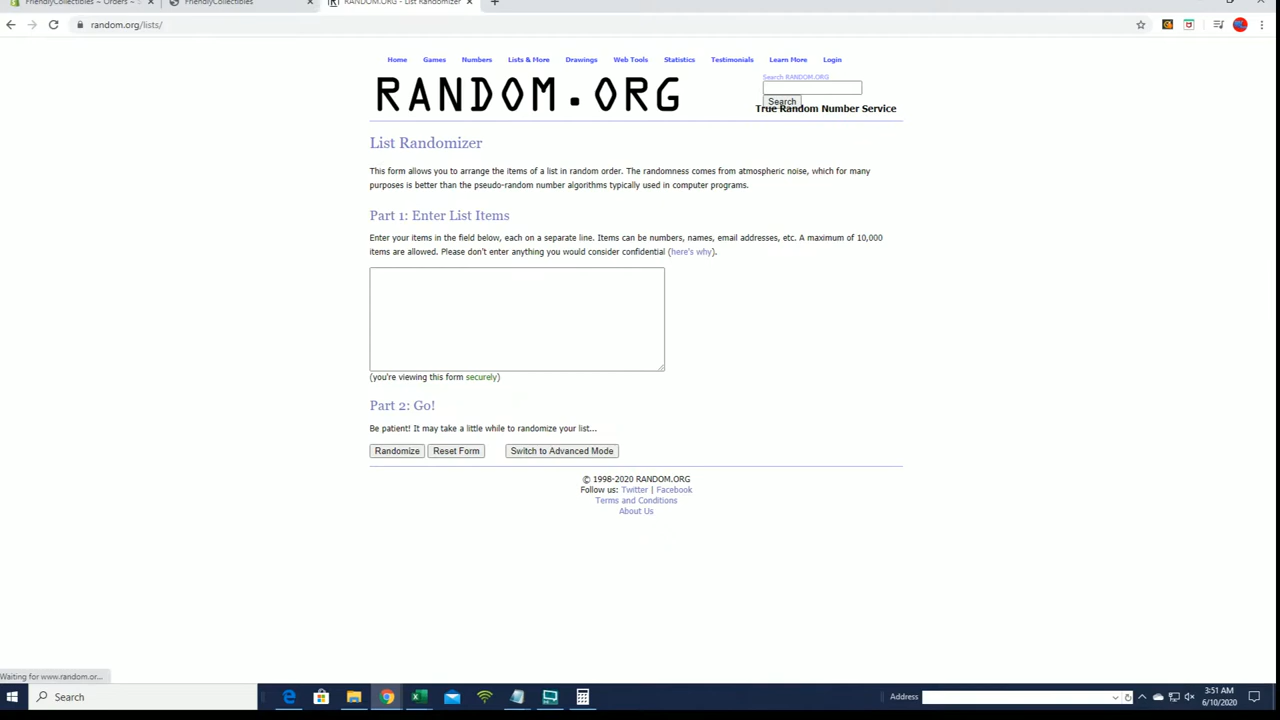 FriendlyCollectibles ~ Orders ~
FriendlyCollectibles
RANDOM.ORG - List Randomizer
random.org/lists/
Home Games Numbers Lists & More Drawings Web Tools Statistics Testimonials Learn More Login
RANDOM.ORG
Search RANDOM.ORG
Search
True Random Number Service
List Randomizer
This form allows you to arrange the items of a list in random order. The randomness comes from atmospheric noise, which for many
purposes is better than the pseudo-random number algorithms typically used in computer programs.
Part 1: Enter List Items
Enter your items in the field below, each on a separate line. Items can be numbers, names, email addresses, etc. A maximum of 10,000
items are allowed. Please don't enter anything you would consider confidential (here's why).
(you're viewing this form securely)
Part 2: Go!
Be patient! It may take a little while to randomize your list...
Randomize Reset Form Switch to Advanced Mode
© 1998-2020 RANDOM.ORG
Follow us: Twitter | Facebook
Terms and Conditions
About Us
Waiting for www.random.or...
Search
Address
3:51 AM
6/10/2020